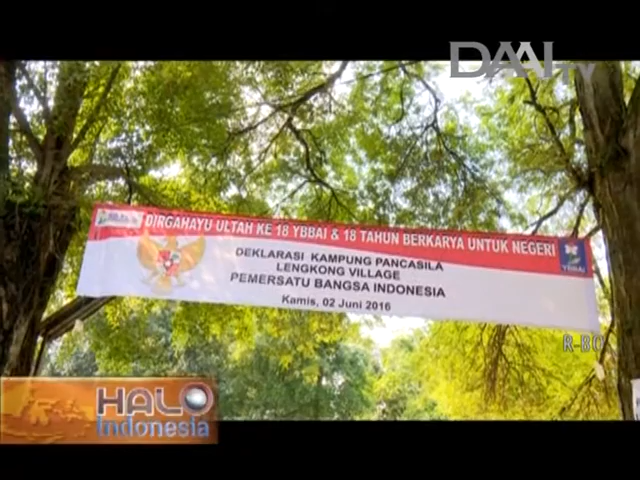 DAAI TV
DIRGAHAYU ULTAH KE 18 YBBAI & 18 TAHUN BERKARYA UNTUK NEGERI
DEKLARASI KAMPUNG PANCASILA
LENGKONG VILLAGE
PEMERSATU BANGSA INDONESIA
Kamis, 02 Juni 2016
YBBAI
R-BO
HALO
Indonesia